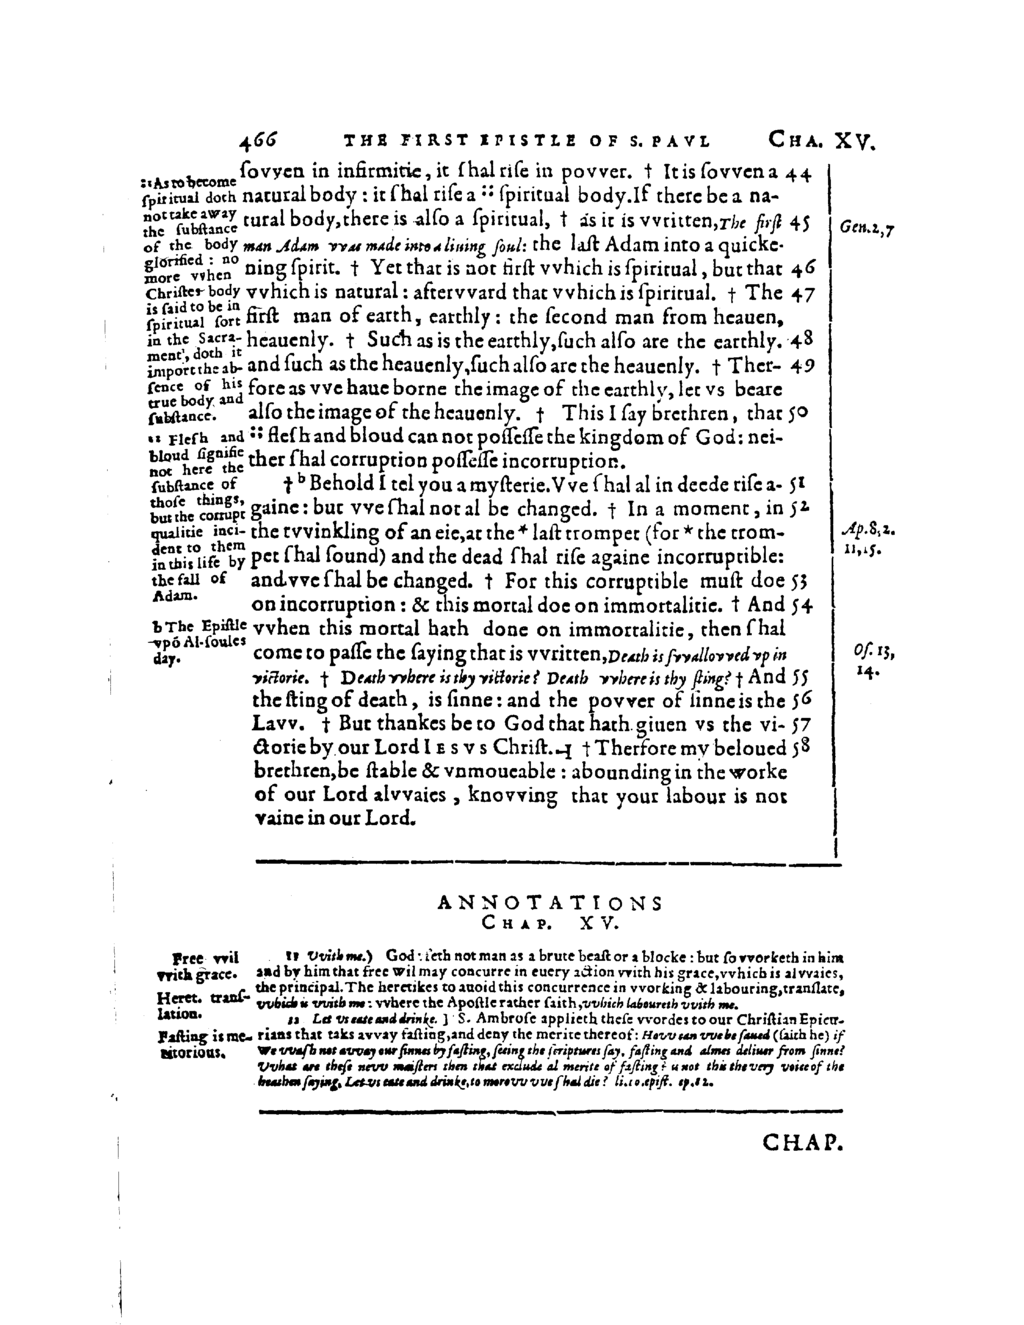 466 THE FIRST EPISTLE OF S. PAVL CHA. XV.
sovven in infirmitie, it shal rise in povver. † It is sovven a 44
natural body : it shal rise a :: spiritual body. If there be a na-
tural body, there is also a spiritual, † as it is vvritten, The first 45
man Adam vvas made into a liuing soul: the last Adam into a quicke-
ning spirit. † Yet that is not first vvhich is spiritual, but that 46
vvhich is natural : aftervvard that vvhich is spiritual. † The 47
first man of earth, earthly : the second man from heauen,
heauenly. † Such as is the earthly, such also are the earthly. 48
and such as the heauenly, such also are the heauenly. † Ther- 49
fore as vve haue borne the image of the earthly, let vs beare
also the image of the heauenly. † This I say brethren, that 50
:: flesh and bloud can not possesse the kingdom of God: nei-
ther shal corruption possesse incorruption.
† b Behold I tel you a mysterie. Vve shal al in deede rise a- 51
gaine : but vve shal not al be changed. † In a moment, in 52
the tvvinkling of an eie, at the * last trompet (for * the trom-
pet shal sound) and the dead shal rise againe incorruptible:
and vve shal be changed. † For this corruptible must doe 53
on incorruption : & this mortal doe on immortalitie. † And 54
vvhen this mortal hath done on immortalitie, then shal
come to passe the saying that is vvritten, Death is svvallovved vp in
victorie. † Death vvhere is thy victorie? Death vvhere is thy sting? † And 55
the sting of death, is sinne : and the povver of sinne is the 56
Lavv. † But thankes be to God that hath giuen vs the vi- 57
ctorie by our Lord IESVS Christ. † Therfore my beloued 58
brethren, be stable & vnmoueable : abounding in the worke
of our Lord alvvaies, knovving that your labour is not
vaine in our Lord.
:: As to become
spiritual doth
not take away
the substance
of the body
glorified : no
more vvhen
Christes body
is said to be in
spiritual sort
in the Sacra-
ment, doth it
import the ab-
sence of his
true body and
substance.
:: Flesh and
bloud signifie
not here the
substance of
those things,
but the corrupt
qualitie inci-
dent to them
in this life by
the fall of
Adam.
b The Epistle
vpō Al-soules
day.
Gen. 2, 7
Ap. 8, 2.
11, 15.
Os. 13,
14.
ANNOTATIONS
CHAP. XV.
Free wil
with grace.
Heret. trans-
lation.
Fasting is me-
ritorious.
Vvith me.) God vseth not man as a brute beast or a blocke : but so vvorketh in him
and by him that free wil may concurre in euery action vvith his grace, vvhich is alvvaies,
the principal. The heretikes to auoid this concurrence in vvorking & labouring, translate,
vvhich is vvith me : vvhere the Apostle rather saith, vvhich laboureth vvith me.
Let vs eate and drinke. ] S. Ambrose applieth these vvordes to our Christian Epicu-
rians that take avvay fasting, and deny the merite thereof : Hovv can vve be saued (saith he) if
We vvash not avvay our sinnes by fasting, seeing the scriptures say, fasting and almes deliuer from sinne?
Vvhat are these nevv maisters then that exclude al merite of fasting? is not this the very voice of the
heathen saying, Let vs eate and drinke, to morovv vve shal die? li. 10. epist. ep. 82.
CHAP.